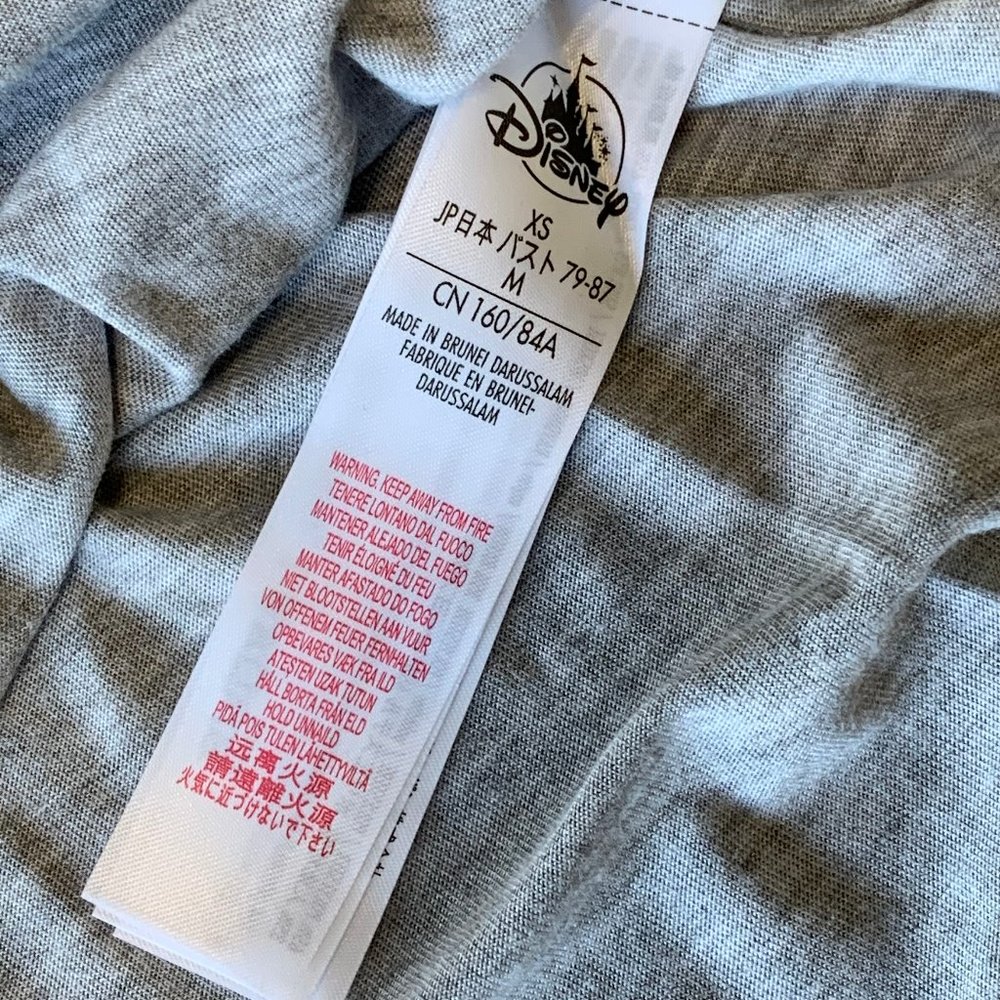 Disney
XS
JP日本 バスト 79-87
M
CN 160/84A
MADE IN BRUNEI DARUSSALAM
FABRIQUE EN BRUNEI-
DARUSSALAM
WARNING. KEEP AWAY FROM FIRE
TENERE LONTANO DAL FUOCO
MANTENER ALEJADO DEL FUEGO
TENIR ÉLOIGNÉ DU FEU
MANTER AFASTADO DO FOGO
NIET BLOOTSTELLEN AAN VUUR
VON OFFENEM FEUER FERNHALTEN
OPBEVARES VÆK FRA ILD
ATEŞTEN UZAK TUTUN
HÅLL BORTA FRÅN ELD
HOLD UNNA ILD
PIDÄ POIS TULEN LÄHETTYVILTÄ
远离火源
請遠離火源
火気に近づけないで下さい